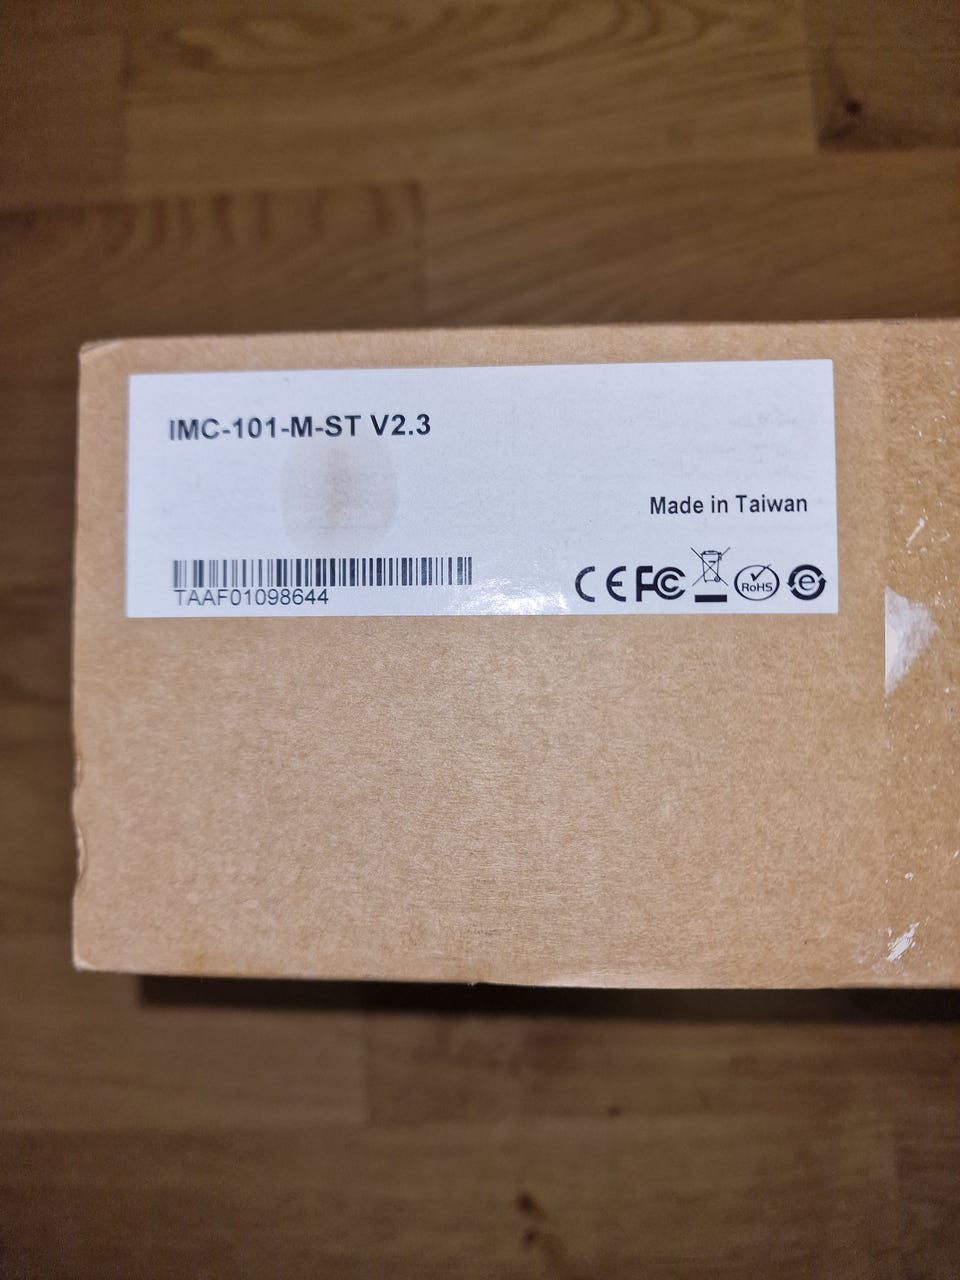 IMC-101-M-ST V2.3
Made in Taiwan
TAAF01098644
CE FC RoHS e